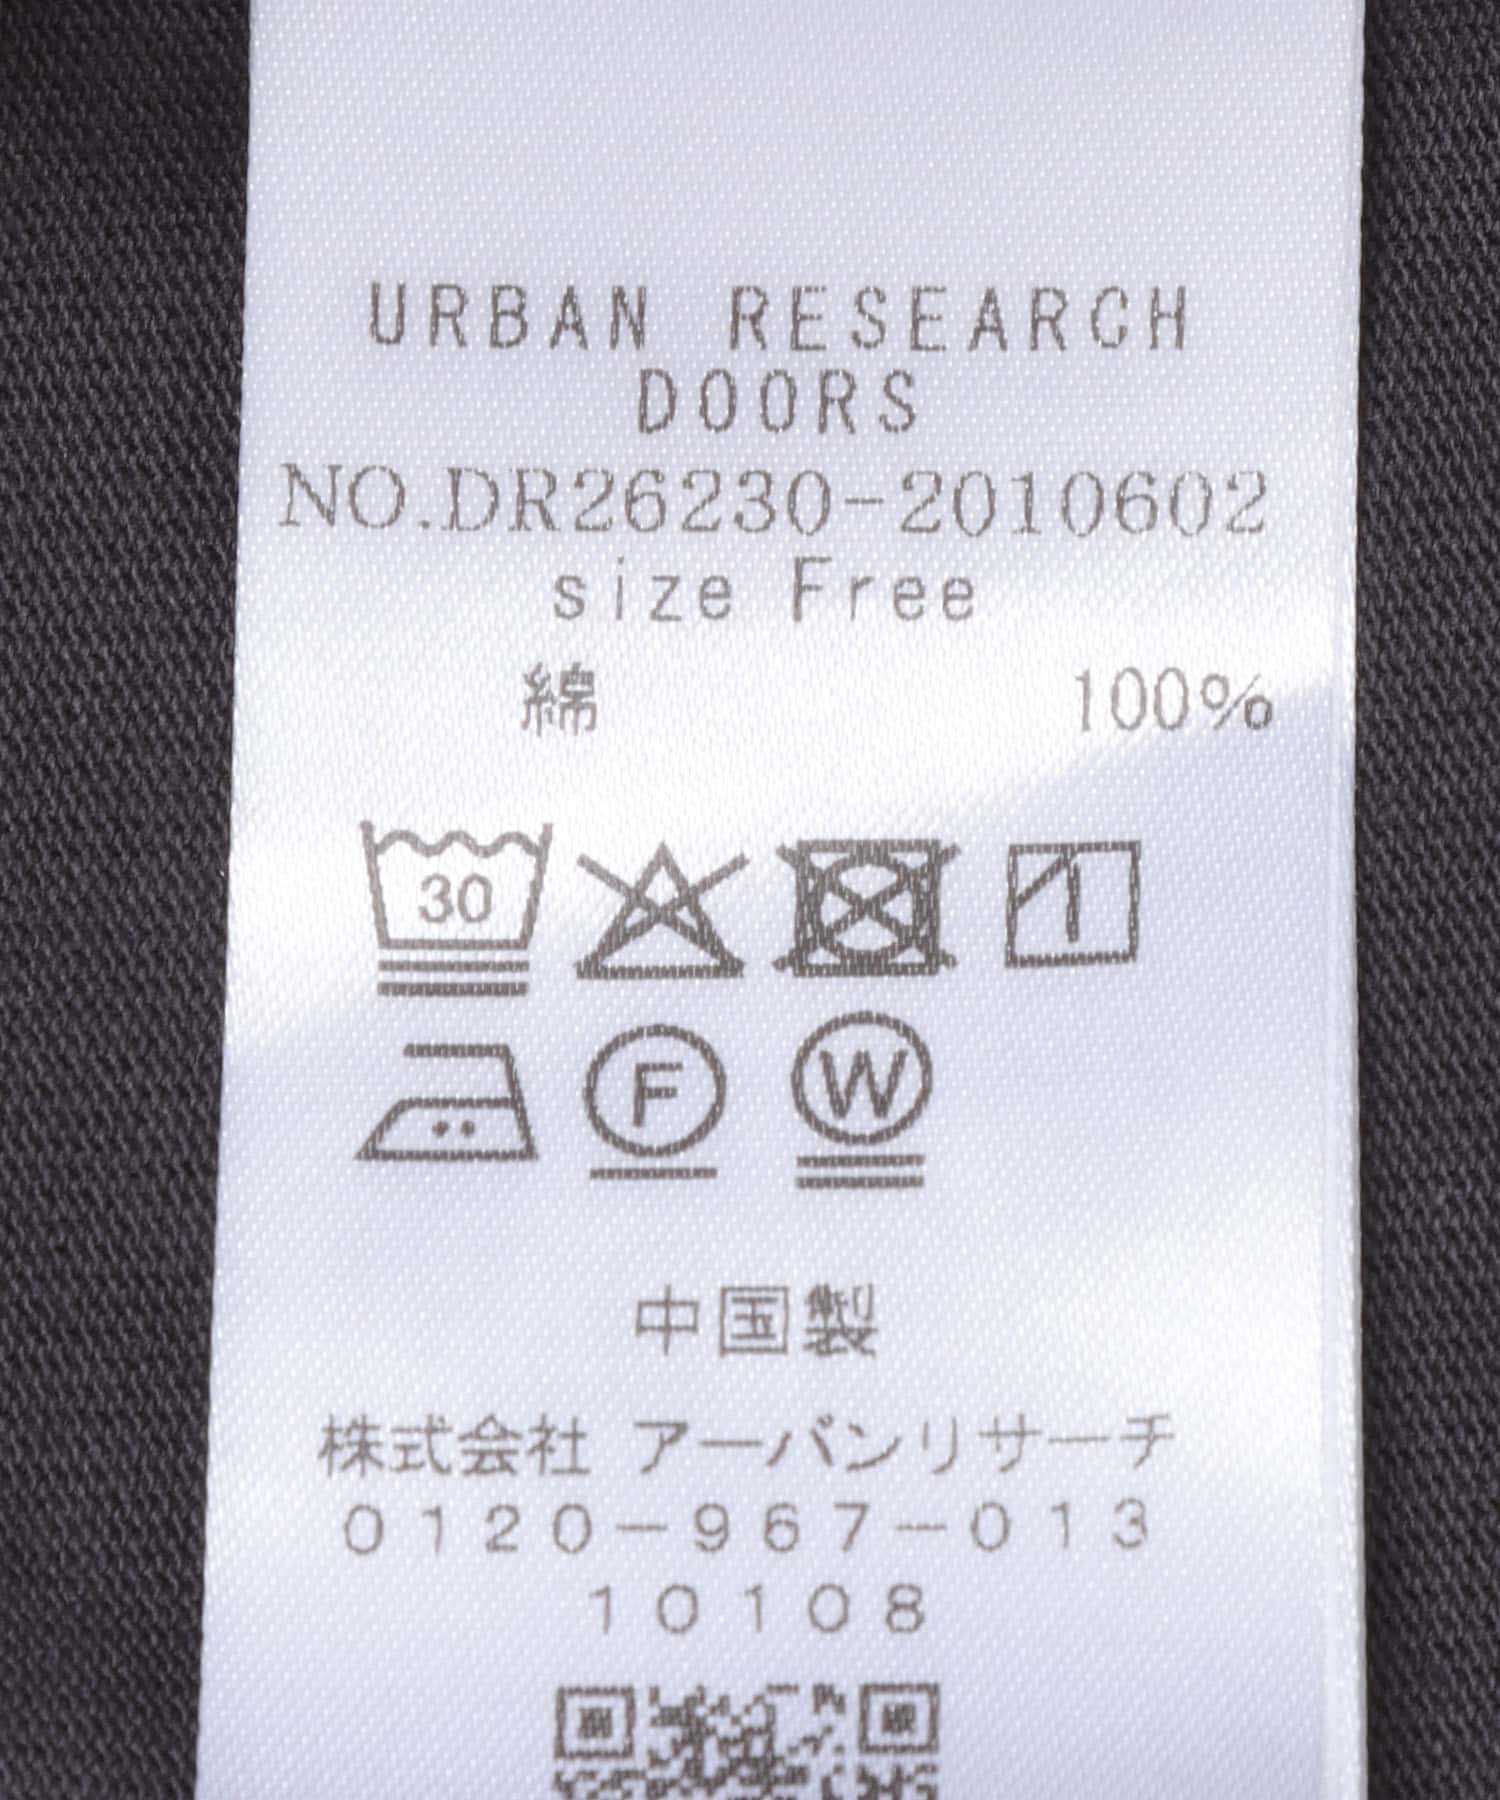 URBAN RESEARCH
DOORS
NO.DR26230-2010602
size Free
綿 100%
30
F W
中国製
株式会社 アーバンリサーチ
0120-967-013
10108